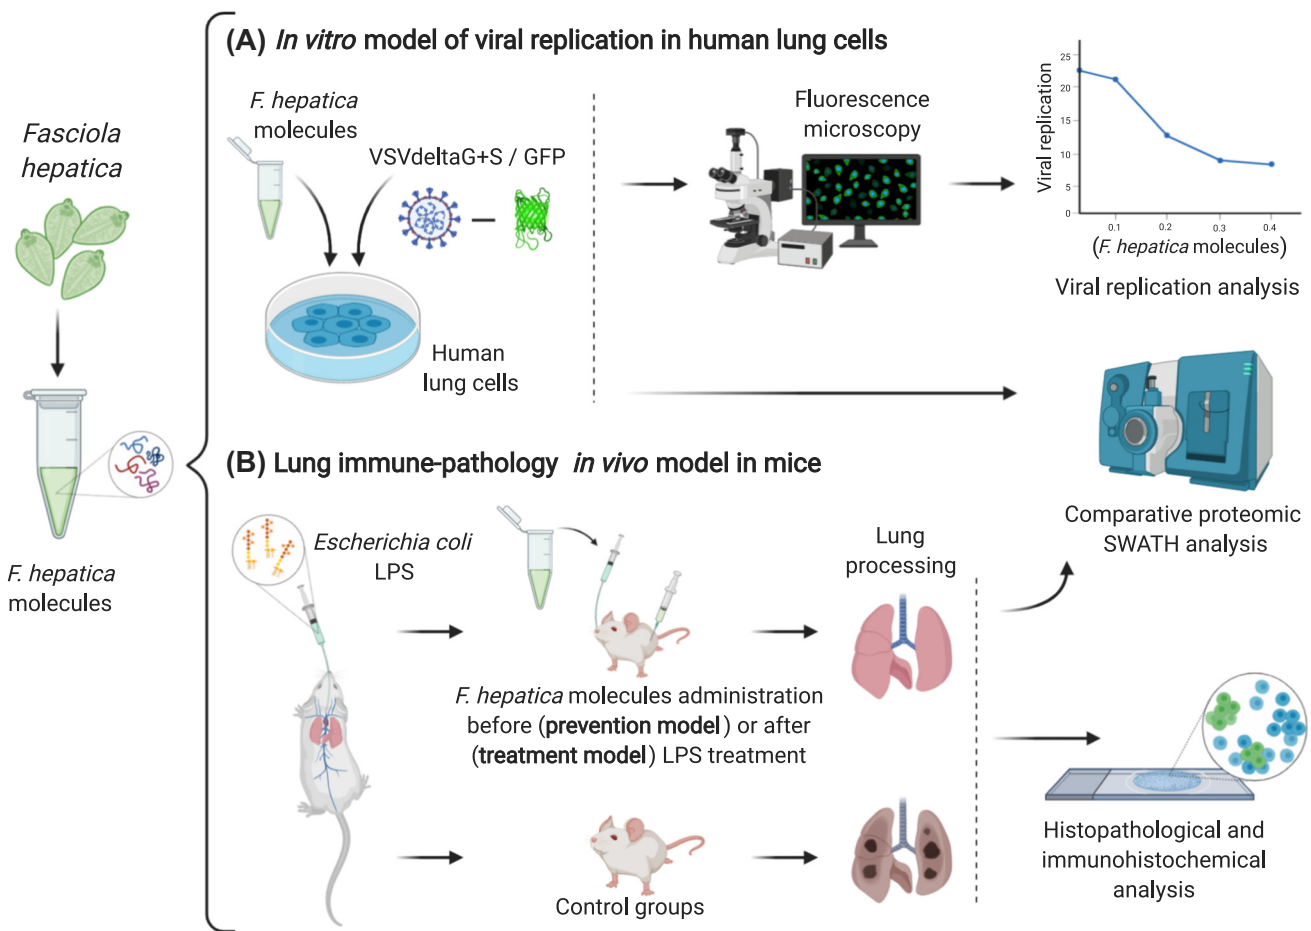 Fasciola
hepatica
F. hepatica
molecules
(A) In vitro model of viral replication in human lung cells
F. hepatica
molecules
VSVdeltaG+S / GFP
Human
lung cells
Fluorescence
microscopy
Viral replication
25
20
15
10
5
0
0.1 0.2 0.3 0.4
(F. hepatica molecules)
Viral replication analysis
Comparative proteomic
SWATH analysis
(B) Lung immune-pathology in vivo model in mice
Escherichia coli
LPS
F. hepatica molecules administration
before (prevention model) or after
(treatment model) LPS treatment
Lung
processing
Control groups
Histopathological and
immunohistochemical
analysis